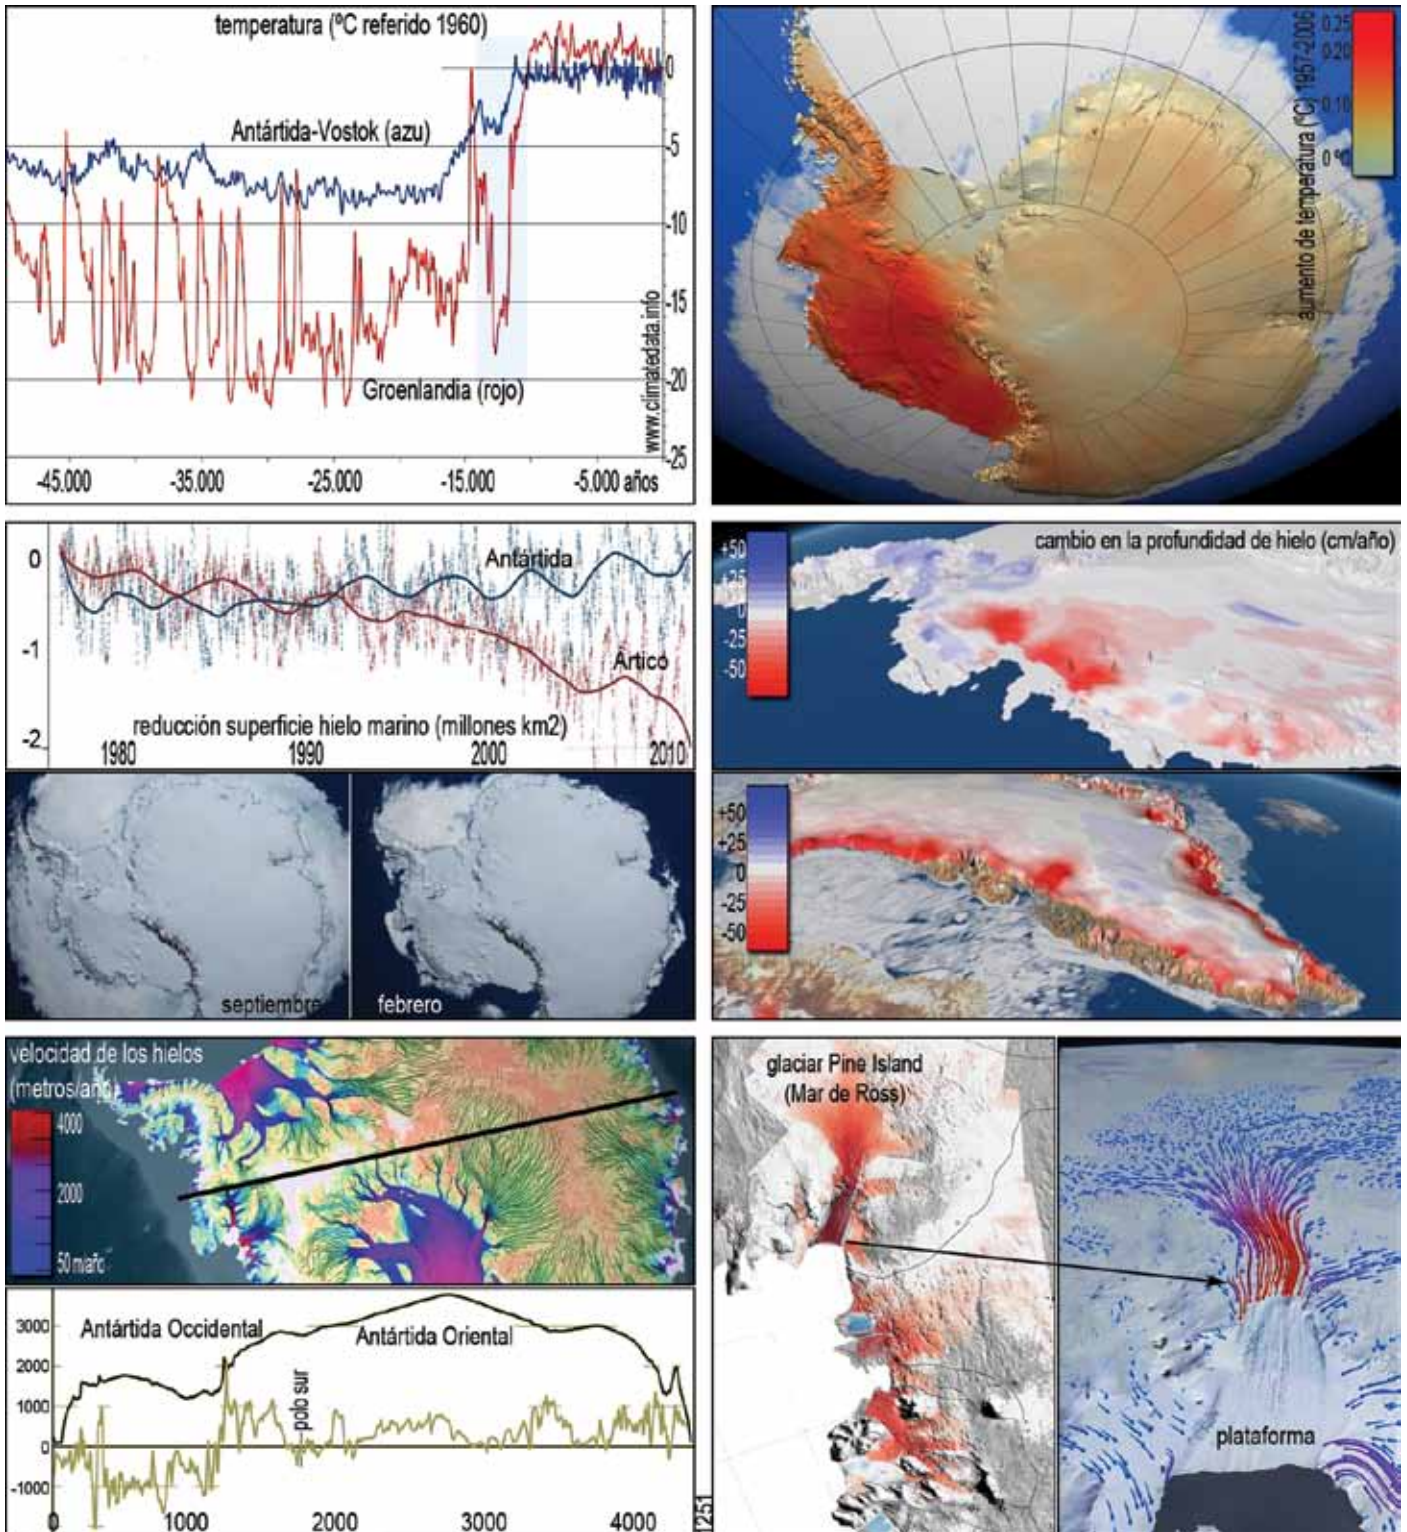 temperatura (ºC referido 1960)
0
Antártida-Vostok (azu)
-5
-10
-15
-20
Groenlandia (rojo)
-25
www.climatedata.info
-45.000 -35.000 -25.000 -15.000 -5.000 años
0.25
0.20
0.10
0º
aumento de temperatura (ºC) 1957-2006
0
Antártida
-1
Ártico
reducción superficie hielo marino (millones km2)
-2
1980 1990 2000 2010
+50
cambio en la profundidad de hielo (cm/año)
+25
0
-25
-50
septiembre febrero
+50
+25
0
-25
-50
velocidad de los hielos
(metros/año)
4000
2000
50 m/año
3000
Antártida Occidental
Antártida Oriental
2000
1000
polo sur
0
-1000
0 1000 2000 3000 4000
1251
glaciar Pine Island
(Mar de Ross)
plataforma